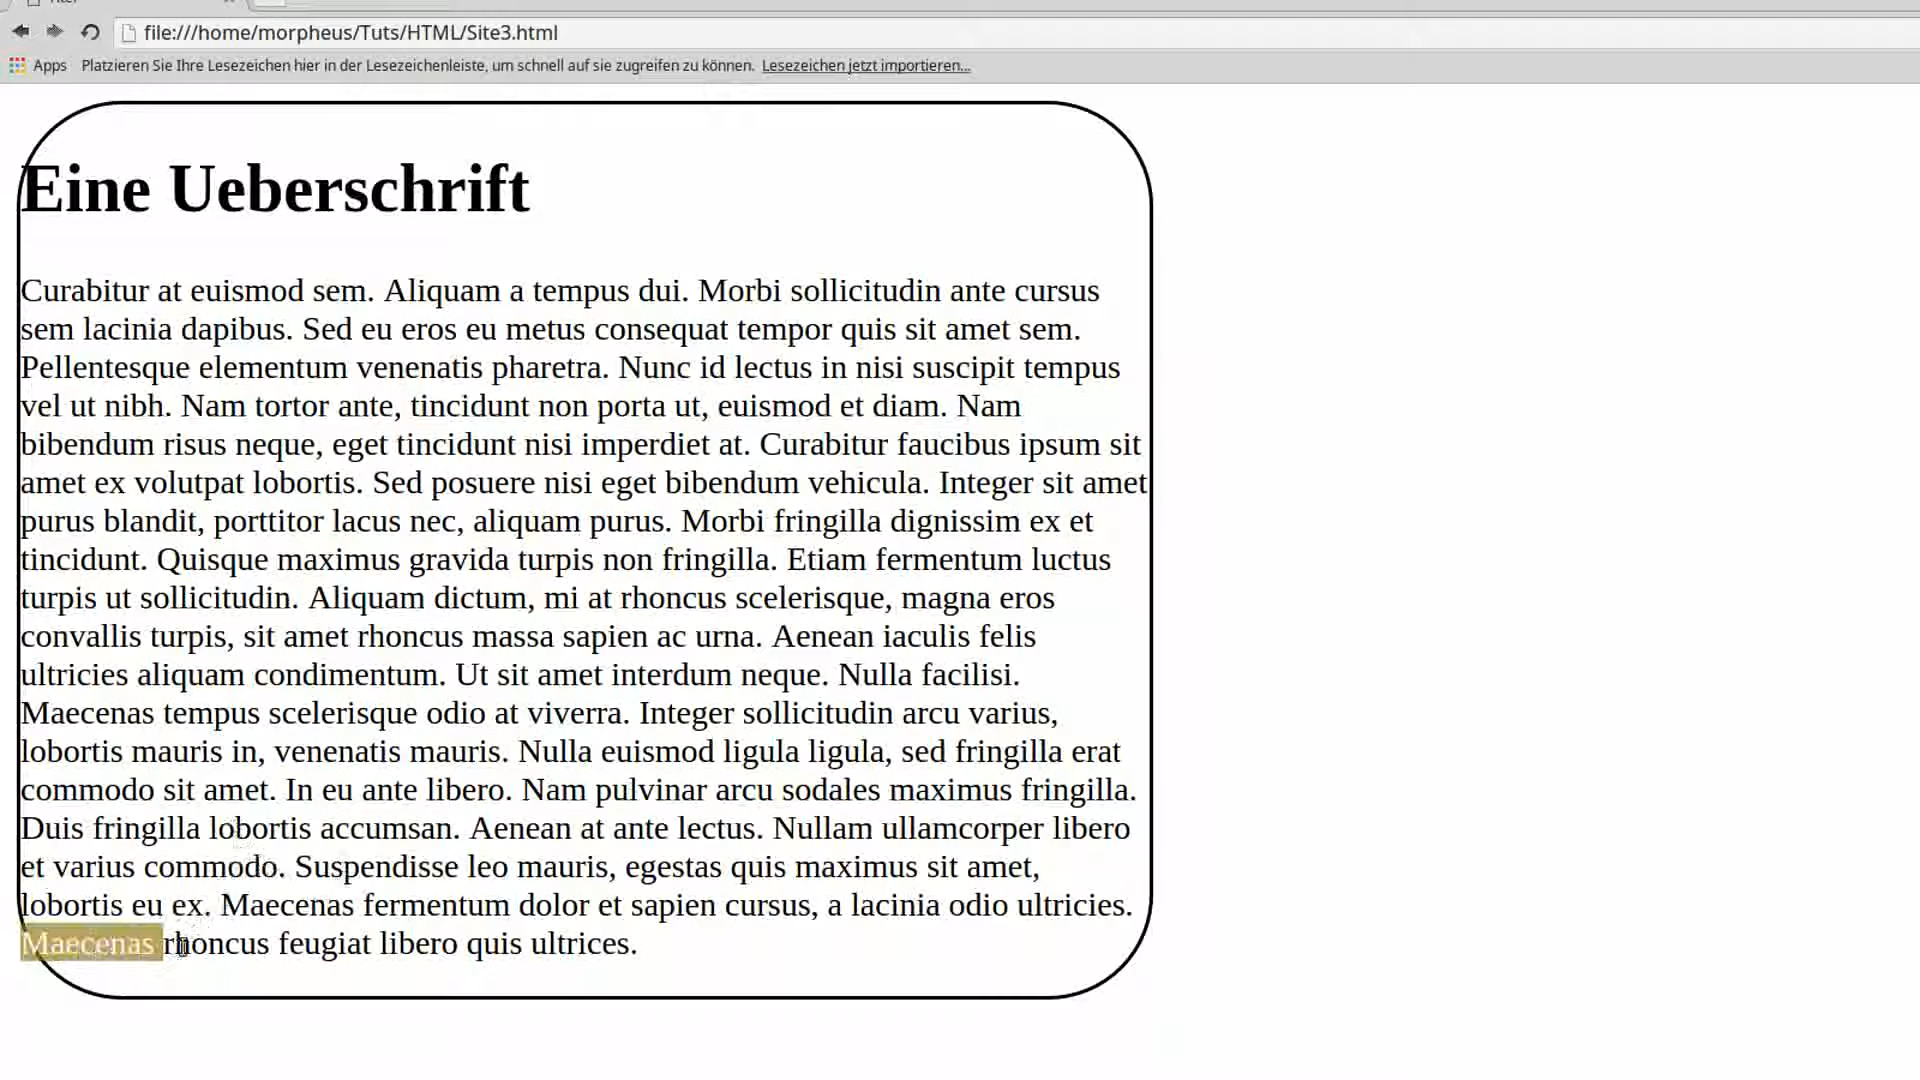 file:///home/morpheus/Tuts/HTML/Site3.html
Apps Platzieren Sie Ihre Lesezeichen hier in der Lesezeichenleiste, um schnell auf sie zugreifen zu können. Lesezeichen jetzt importieren...
Eine Ueberschrift
Curabitur at euismod sem. Aliquam a tempus dui. Morbi sollicitudin ante cursus
sem lacinia dapibus. Sed eu eros eu metus consequat tempor quis sit amet sem.
Pellentesque elementum venenatis pharetra. Nunc id lectus in nisi suscipit tempus
vel ut nibh. Nam tortor ante, tincidunt non porta ut, euismod et diam. Nam
bibendum risus neque, eget tincidunt nisi imperdiet at. Curabitur faucibus ipsum sit
amet ex volutpat lobortis. Sed posuere nisi eget bibendum vehicula. Integer sit amet
purus blandit, porttitor lacus nec, aliquam purus. Morbi fringilla dignissim ex et
tincidunt. Quisque maximus gravida turpis non fringilla. Etiam fermentum luctus
turpis ut sollicitudin. Aliquam dictum, mi at rhoncus scelerisque, magna eros
convallis turpis, sit amet rhoncus massa sapien ac urna. Aenean iaculis felis
ultricies aliquam condimentum. Ut sit amet interdum neque. Nulla facilisi.
Maecenas tempus scelerisque odio at viverra. Integer sollicitudin arcu varius,
lobortis mauris in, venenatis mauris. Nulla euismod ligula ligula, sed fringilla erat
commodo sit amet. In eu ante libero. Nam pulvinar arcu sodales maximus fringilla.
Duis fringilla lobortis accumsan. Aenean at ante lectus. Nullam ullamcorper libero
et varius commodo. Suspendisse leo mauris, egestas quis maximus sit amet,
lobortis eu ex. Maecenas fermentum dolor et sapien cursus, a lacinia odio ultricies.
Maecenas rhoncus feugiat libero quis ultrices.